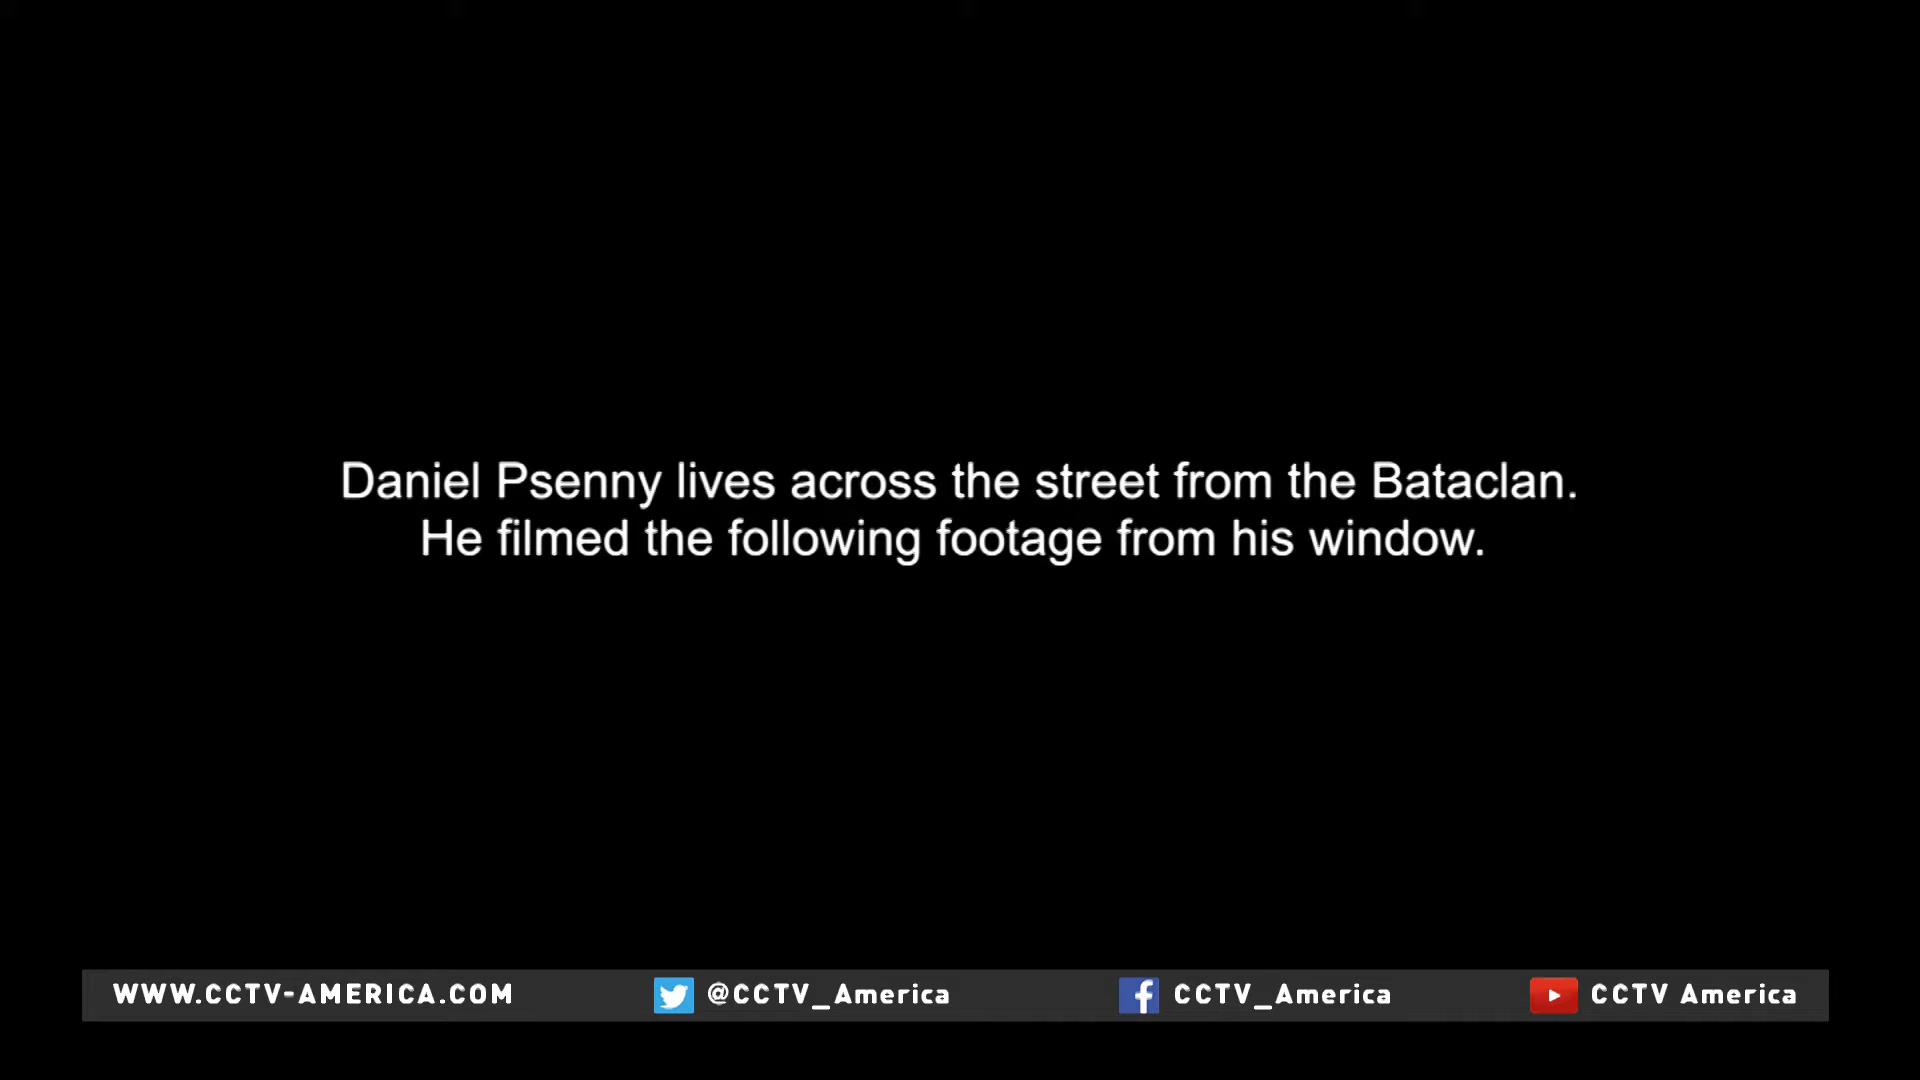 Daniel Psenny lives across the street from the Bataclan.
He filmed the following footage from his window.
WWW.CCTV-AMERICA.COM @CCTV_America CCTV_America CCTV America